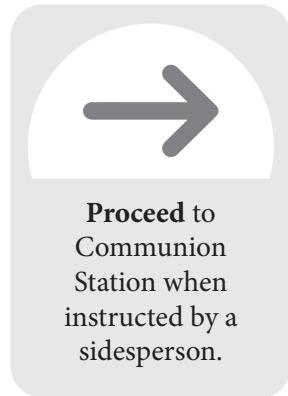 Proceed to
Communion
Station when
instructed by a
sidesperson.